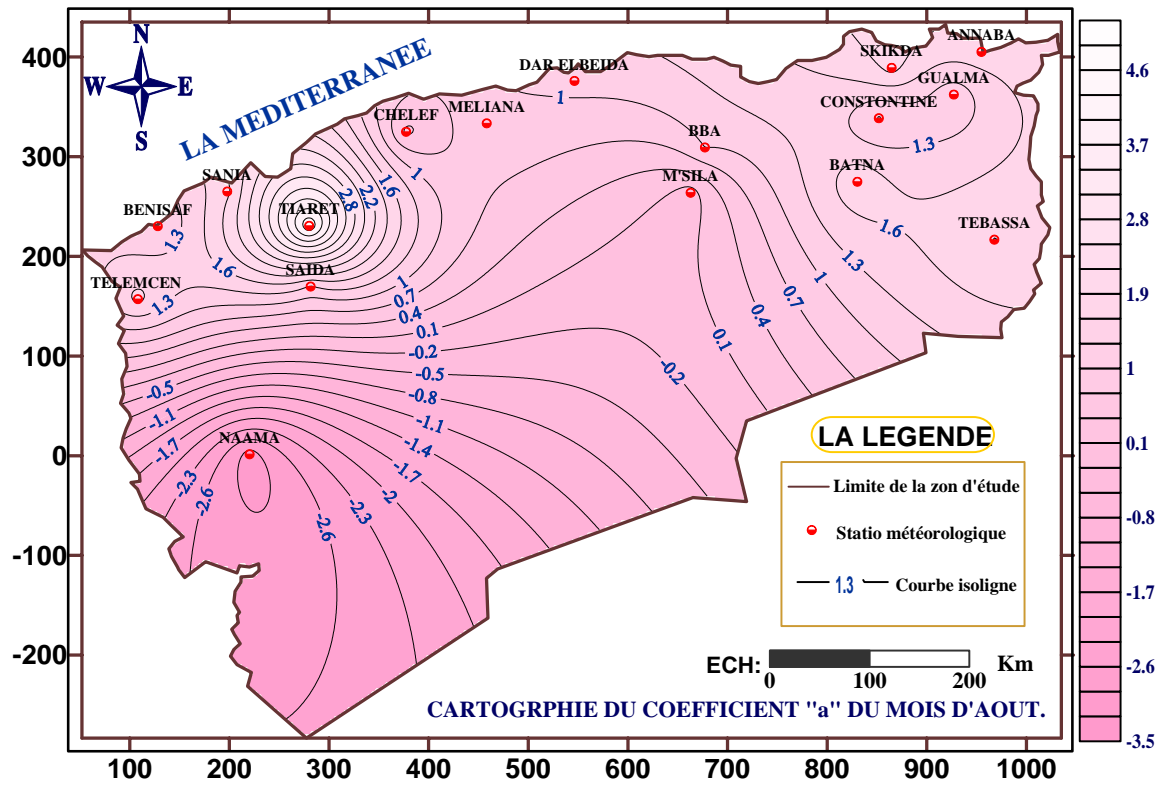 N
W E
S
LA MEDITERRANEE
ANNABA
SKIKDA
DAR ELBEIDA
GUALMA
CHELEF
MELIANA
CONSTONTINE
BBA
SANIA
M'SILA
BATNA
BENISAF
TIARET
TEBASSA
SAIDA
TELEMCEN
NAAMA
1
1.3
1.6
1
2.2
2.8
1.3
1.6
1.3
1.6
1.3
1
0.7
0.4
0.1
-0.2
-0.5
-0.8
-1.1
-1.4
-1.7
-2
-2.3
-2.6
-0.5
-1.1
-1.7
-2.3
-2.6
1.3
1
0.7
0.4
0.1
-0.2
LA LEGENDE
Limite de la zon d'étude
Statio météorologique
1.3 Courbe isoligne
ECH: 0 100 200 Km
CARTOGRPHIE DU COEFFICIENT "a" DU MOIS D'AOUT.
400
300
200
100
0
-100
-200
100 200 300 400 500 600 700 800 900 1000
4.6
3.7
2.8
1.9
1
0.1
-0.8
-1.7
-2.6
-3.5